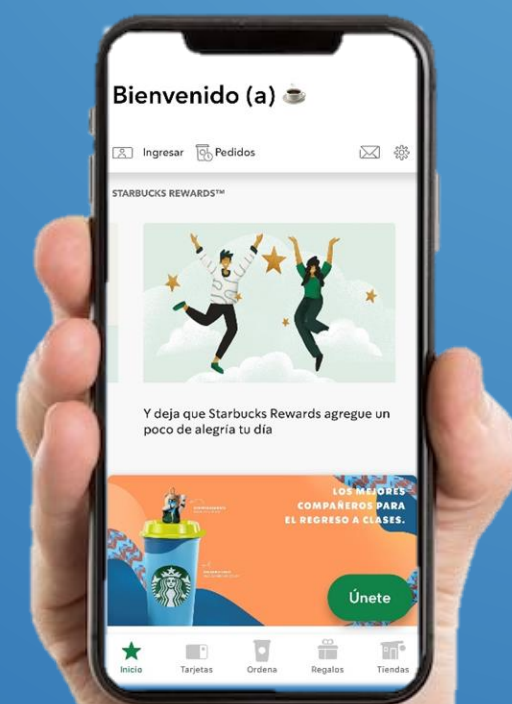 Bienvenido (a)
Ingresar Pedidos
STARBUCKS REWARDS™
Y deja que Starbucks Rewards agregue un
poco de alegría tu día
LOS MEJORES
COMPAÑEROS PARA
EL REGRESO A CLASES.
Únete
Inicio Tarjetas Ordena Regalos Tiendas